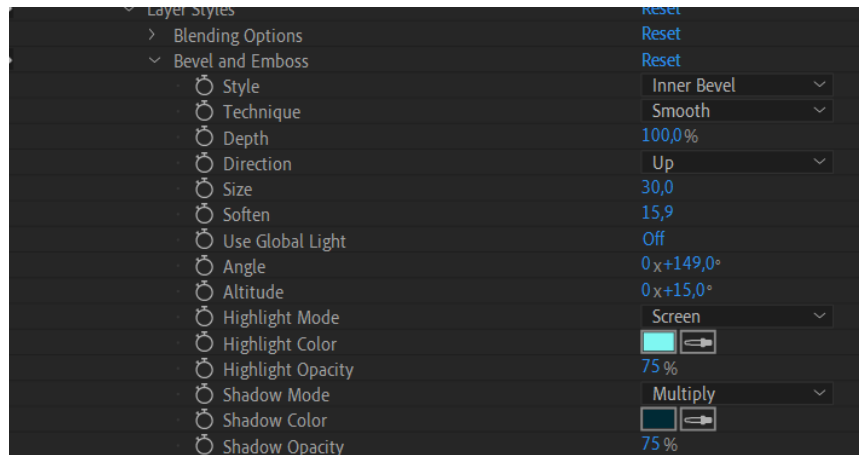 Layer Styles Reset
Blending Options Reset
Bevel and Emboss Reset
Style Inner Bevel
Technique Smooth
Depth 100,0%
Direction Up
Size 30,0
Soften 15,9
Use Global Light Off
Angle 0x+149,0°
Altitude 0x+15,0°
Highlight Mode Screen
Highlight Color
Highlight Opacity 75%
Shadow Mode Multiply
Shadow Color
Shadow Opacity 75%